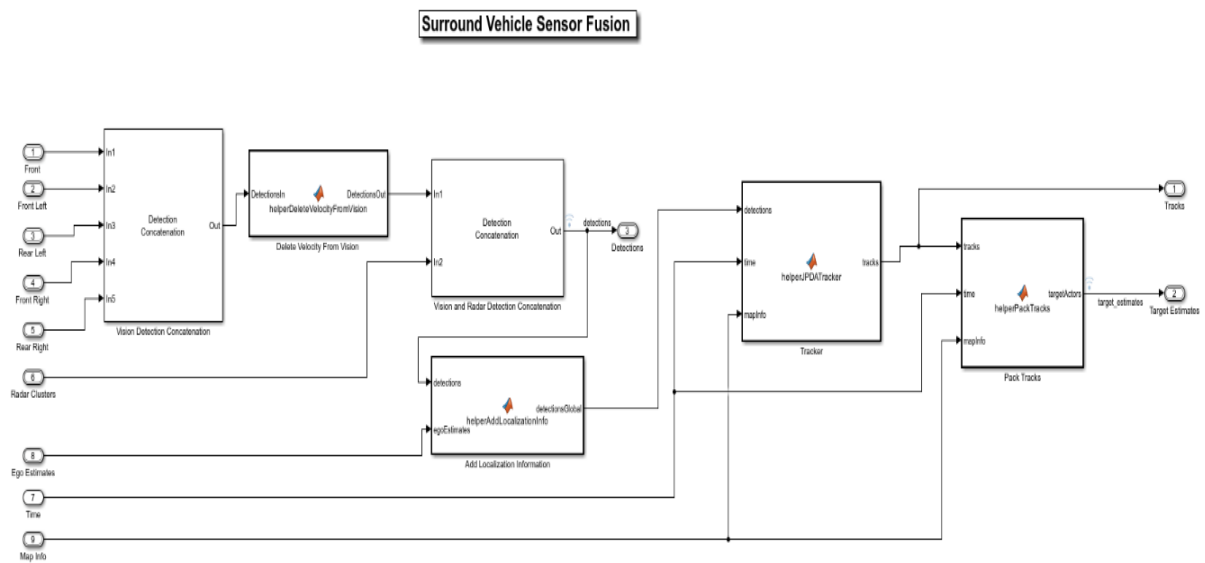 Surround Vehicle Sensor Fusion
1
Front
2
Front Left
3
Rear Left
4
Front Right
5
Rear Right
6
Radar Clusters
8
Ego Estimates
7
Time
9
Map Info
In1
In2
In3
In4
In5
Detection
Concatenation
Out
Vision Detection Concatenation
DetectionsIn
DetectionsOut
helperDeleteVelocityFromVision
Delete Velocity From Vision
In1
In2
Detection
Concatenation
Out
Vision and Radar Detection Concatenation
detections
3
Detections
detections
egoEstimates
detectionsGlobal
helperAddLocalizationInfo
Add Localization Information
detections
time
mapInfo
tracks
helperJPDATracker
Tracker
tracks
time
mapInfo
targetActors
helperPackTracks
Pack Tracks
1
Tracks
target_estimates
2
Target Estimates